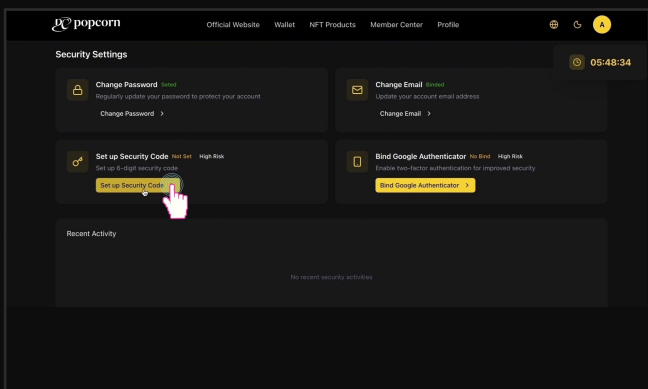 popcorn
Official Website Wallet NFT Products Member Center Profile
A
Security Settings
05:48:34
Change Password Seted
Regularly update your password to protect your account
Change Password >
Change Email Binded
Update your account email address
Change Email >
Set up Security Code Not Set High Risk
Set up 6-digit security code
Set up Security Code
Bind Google Authenticator No Bind High Risk
Enable two-factor authentication for improved security
Bind Google Authenticator >
Recent Activity
No recent security activities